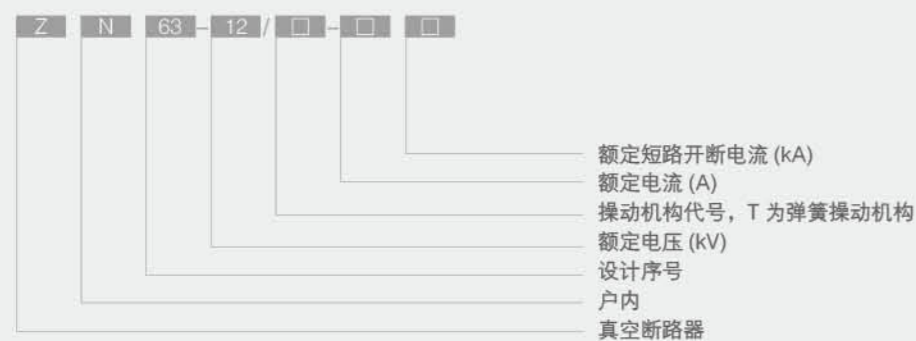 Z N 63-12/□-□ □
额定短路开断电流 (kA)
额定电流 (A)
操动机构代号，T 为弹簧操动机构
额定电压 (kV)
设计序号
户内
真空断路器